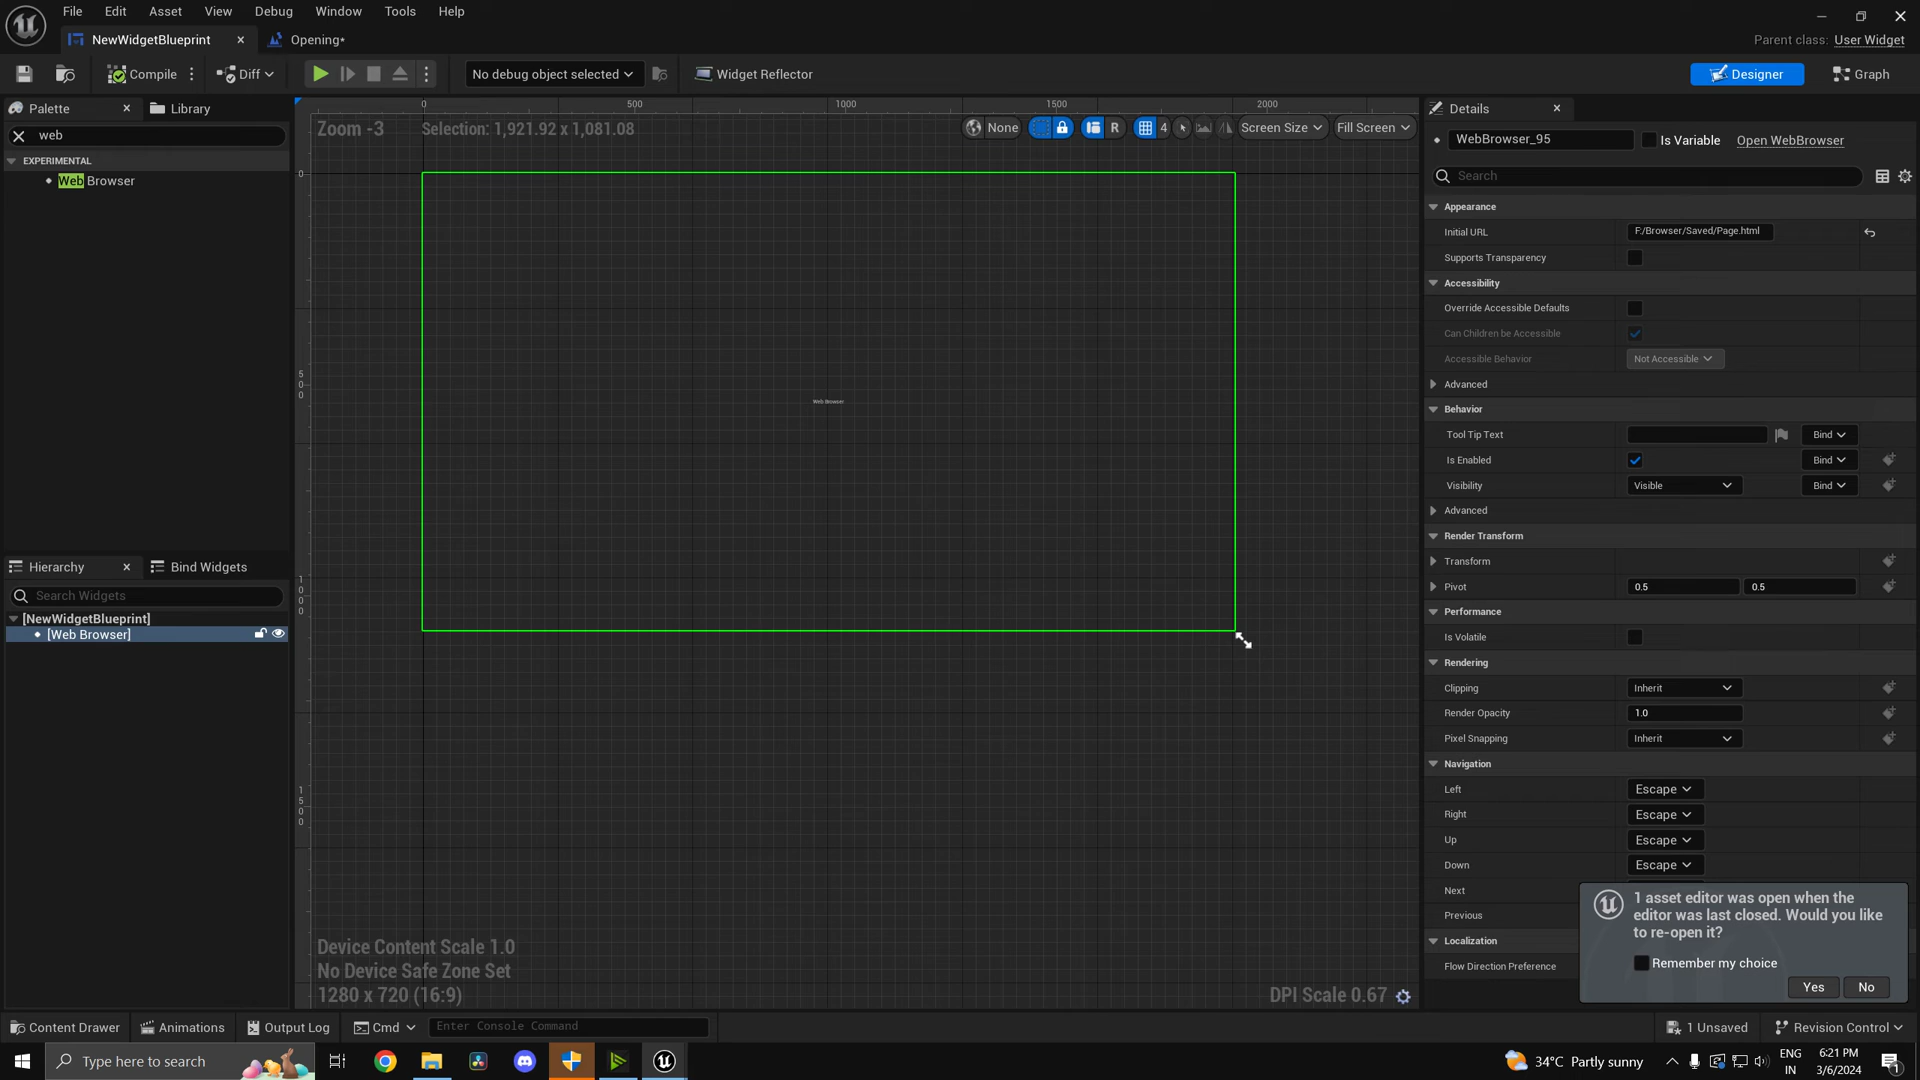 File Edit Asset View Debug Window Tools Help
NewWidgetBlueprint
Opening*
Parent class: User Widget
Compile
Diff
No debug object selected
Widget Reflector
Designer
Graph
Palette
Library
web
EXPERIMENTAL
Web Browser
Hierarchy
Bind Widgets
Search Widgets
[NewWidgetBlueprint]
[Web Browser]
0 500 1000 1500 2000
Zoom -3
Selection: 1,921.92 x 1,081.08
None
R
4
Screen Size
Fill Screen
0
500
1000
1500
Web Browser
Device Content Scale 1.0
No Device Safe Zone Set
1280 x 720 (16:9)
DPI Scale 0.67
Details
WebBrowser_95
Is Variable
Open WebBrowser
Search
Appearance
Initial URL F:/Browser/Saved/Page.html
Supports Transparency
Accessibility
Override Accessible Defaults
Can Children be Accessible
Accessible Behavior Not Accessible
Advanced
Behavior
Tool Tip Text Bind
Is Enabled Bind
Visibility Visible Bind
Advanced
Render Transform
Transform
Pivot 0.5 0.5
Performance
Is Volatile
Rendering
Clipping Inherit
Render Opacity 1.0
Pixel Snapping Inherit
Navigation
Left Escape
Right Escape
Up Escape
Down Escape
Next
Previous
Localization
Flow Direction Preference
1 asset editor was open when the
editor was last closed. Would you like
to re-open it?
Remember my choice
Yes No
Content Drawer
Animations
Output Log
Cmd
Enter Console Command
1 Unsaved
Revision Control
Type here to search
34°C Partly sunny
ENG
IN
6:21 PM
3/6/2024
1